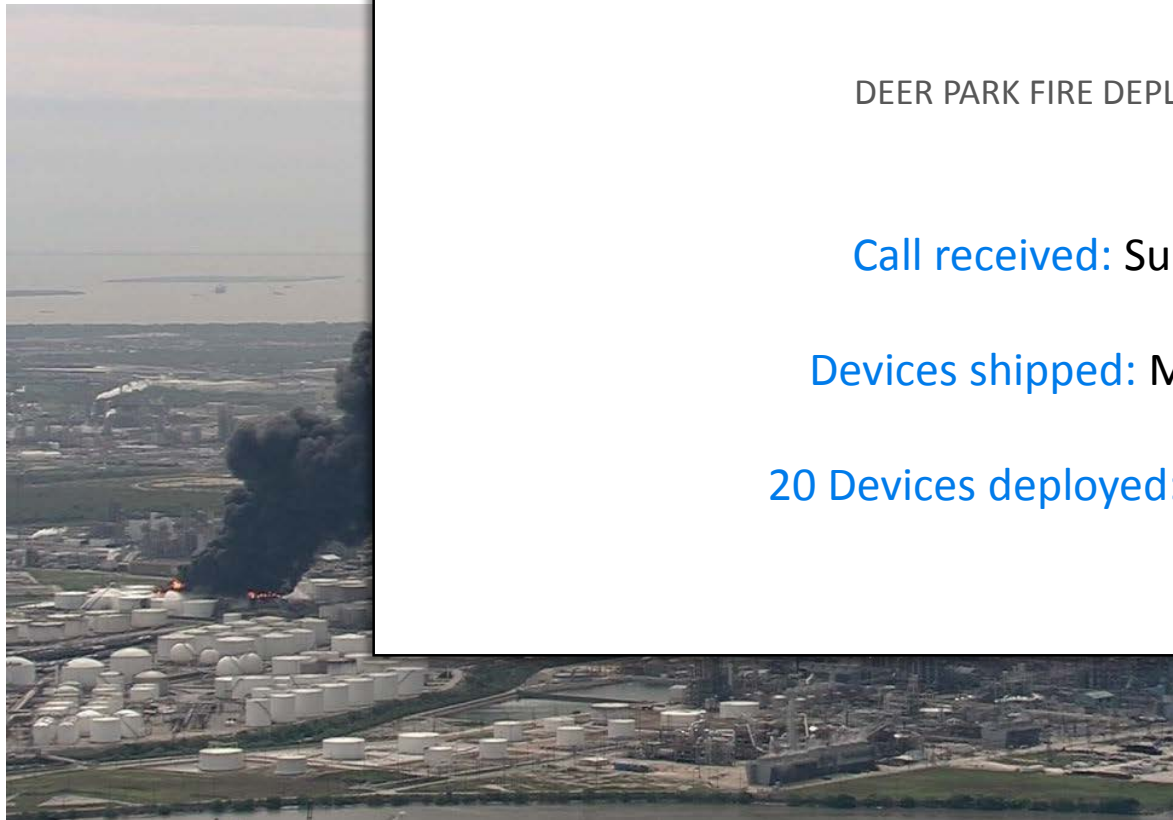 DEER PARK FIRE DEPL
Call received: Su
Devices shipped: M
20 Devices deployed: